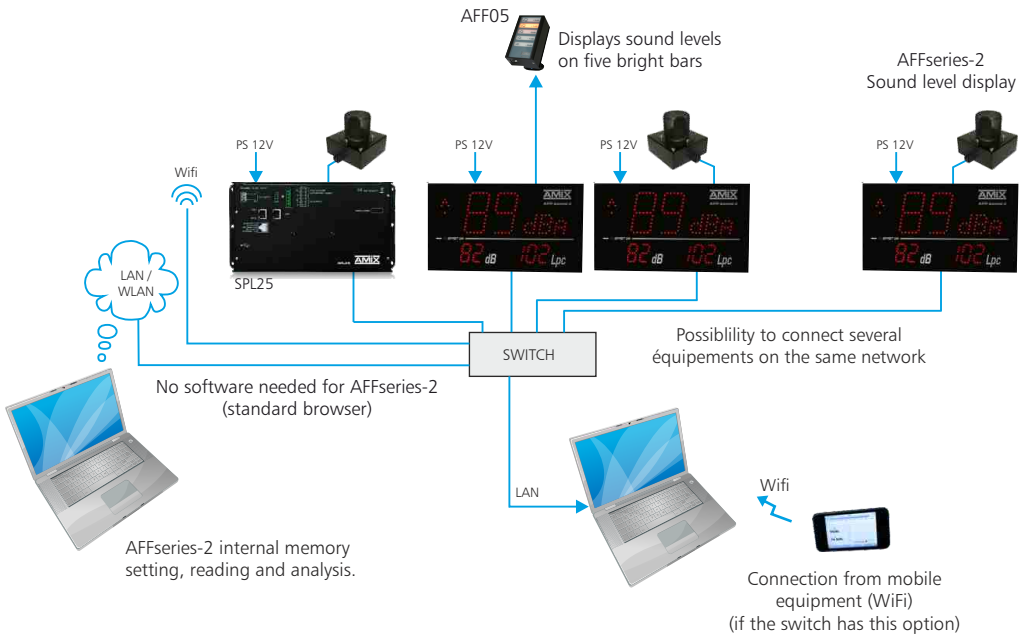 AFF05
Displays sound levels
on five bright bars
AFFseries-2
Sound level display
PS 12V
PS 12V
PS 12V
PS 12V
Wifi
AMIX
SPL25
AMIX
89 dBA
82 dB 102 Lpc
AMIX
89 dBA
82 dB 102 Lpc
AMIX
89 dBA
82 dB 102 Lpc
LAN /
WLAN
SWITCH
Possiblility to connect several
équipements on the same network
No software needed for AFFseries-2
(standard browser)
LAN
Wifi
AFFseries-2 internal memory
setting, reading and analysis.
Connection from mobile
equipment (WiFi)
(if the switch has this option)